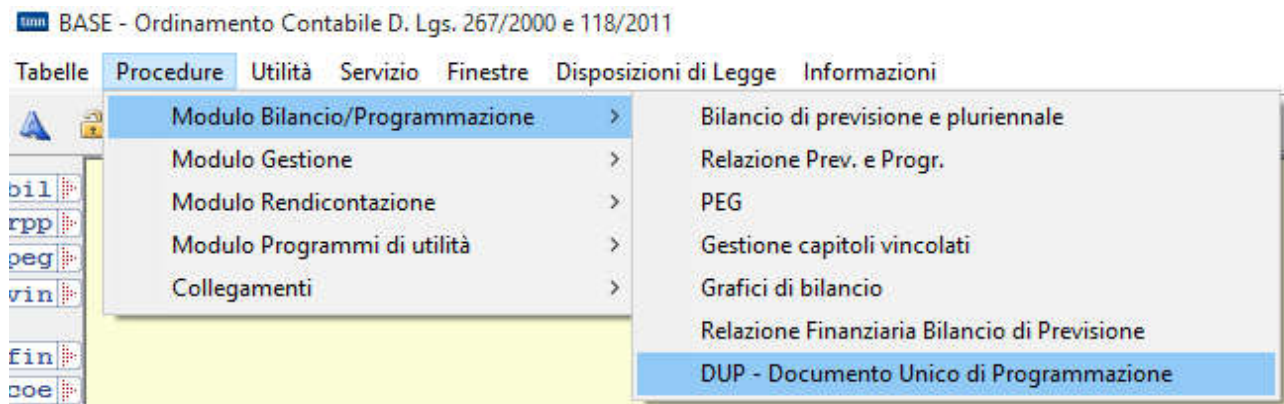 tinn BASE - Ordinamento Contabile D. Lgs. 267/2000 e 118/2011
Tabelle Procedure Utilità Servizio Finestre Disposizioni di Legge Informazioni
Modulo Bilancio/Programmazione > Bilancio di previsione e pluriennale
bil Modulo Gestione > Relazione Prev. e Progr.
rpp Modulo Rendicontazione > PEG
peg Modulo Programmi di utilità > Gestione capitoli vincolati
vin Collegamenti > Grafici di bilancio
fin Relazione Finanziaria Bilancio di Previsione
coe DUP - Documento Unico di Programmazione